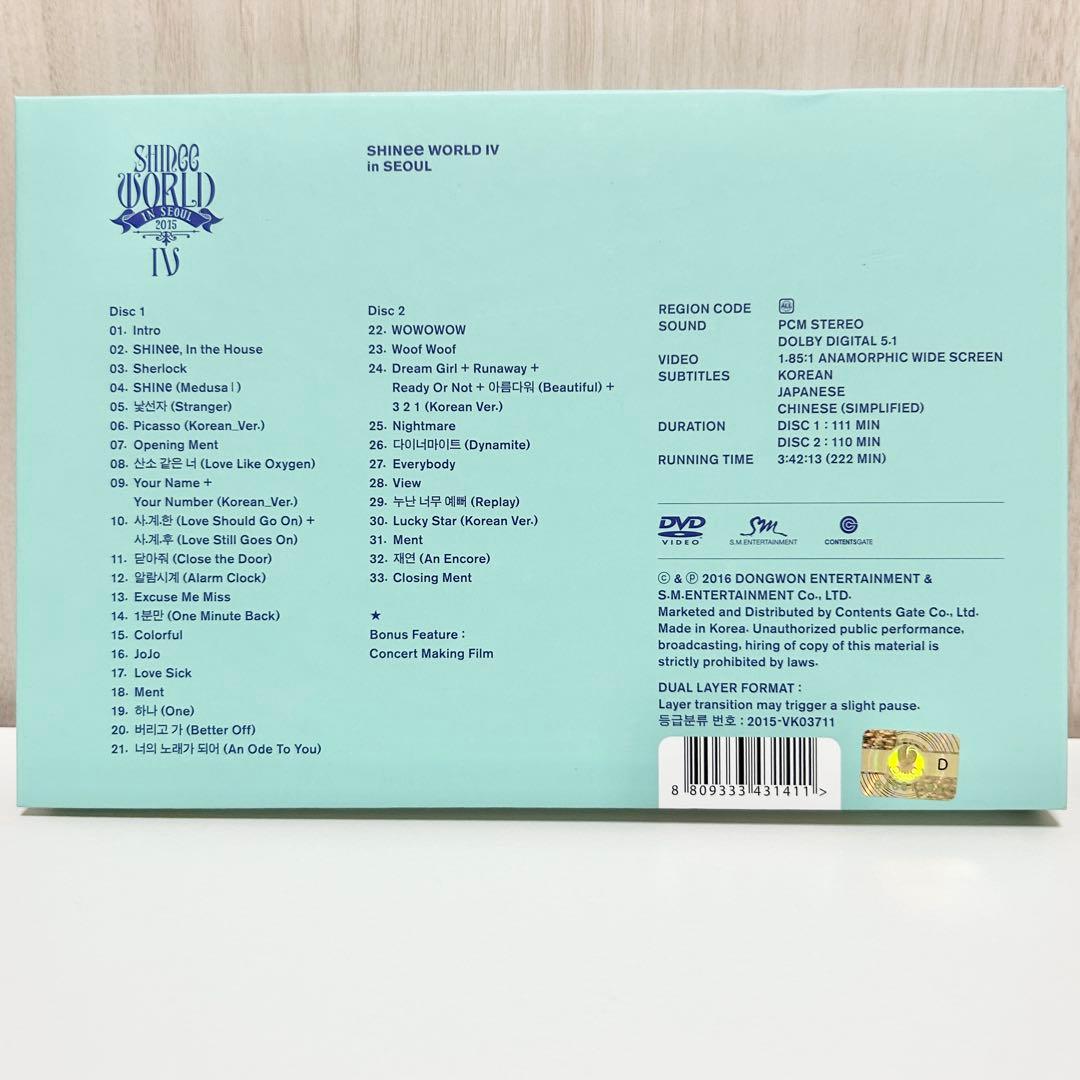 SHINee
WORLD
IN SEOUL
2015
IV
SHINee WORLD IV
in SEOUL
Disc 1
01. Intro
02. SHINee, In the House
03. Sherlock
04. SHINe (Medusa I)
05. 낯선자 (Stranger)
06. Picasso (Korean_Ver.)
07. Opening Ment
08. 산소 같은 너 (Love Like Oxygen)
09. Your Name +
Your Number (Korean_Ver.)
10. 사.계.한 (Love Should Go On) +
사.계.후 (Love Still Goes On)
11. 닫아줘 (Close the Door)
12. 알람시계 (Alarm Clock)
13. Excuse Me Miss
14. 1분만 (One Minute Back)
15. Colorful
16. JoJo
17. Love Sick
18. Ment
19. 하나 (One)
20. 버리고 가 (Better Off)
21. 너의 노래가 되어 (An Ode To You)
Disc 2
22. WOWOWOW
23. Woof Woof
24. Dream Girl + Runaway +
Ready Or Not + 아름다워 (Beautiful) +
3 2 1 (Korean Ver.)
25. Nightmare
26. 다이너마이트 (Dynamite)
27. Everybody
28. View
29. 누난 너무 예뻐 (Replay)
30. Lucky Star (Korean Ver.)
31. Ment
32. 재연 (An Encore)
33. Closing Ment
★
Bonus Feature :
Concert Making Film
REGION CODE ALL
SOUND PCM STEREO
DOLBY DIGITAL 5.1
VIDEO 1.85:1 ANAMORPHIC WIDE SCREEN
SUBTITLES KOREAN
JAPANESE
CHINESE (SIMPLIFIED)
DURATION DISC 1 : 111 MIN
DISC 2 : 110 MIN
RUNNING TIME 3:42:13 (222 MIN)
DVD VIDEO
SM S.M.ENTERTAINMENT
CONTENTSGATE
ⓒ & ⓟ 2016 DONGWON ENTERTAINMENT &
S.M.ENTERTAINMENT Co., LTD.
Marketed and Distributed by Contents Gate Co., Ltd.
Made in Korea. Unauthorized public performance,
broadcasting, hiring of copy of this material is
strictly prohibited by laws.
DUAL LAYER FORMAT :
Layer transition may trigger a slight pause.
등급분류 번호 : 2015-VK03711
8 809333 431411 >
D